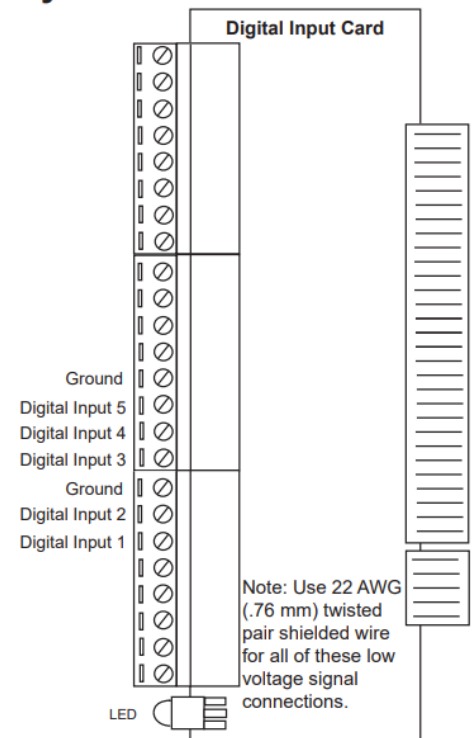 Digital Input Card
Ground
Digital Input 5
Digital Input 4
Digital Input 3
Ground
Digital Input 2
Digital Input 1
Note: Use 22 AWG
(.76 mm) twisted
pair shielded wire
for all of these low
voltage signal
connections.
LED